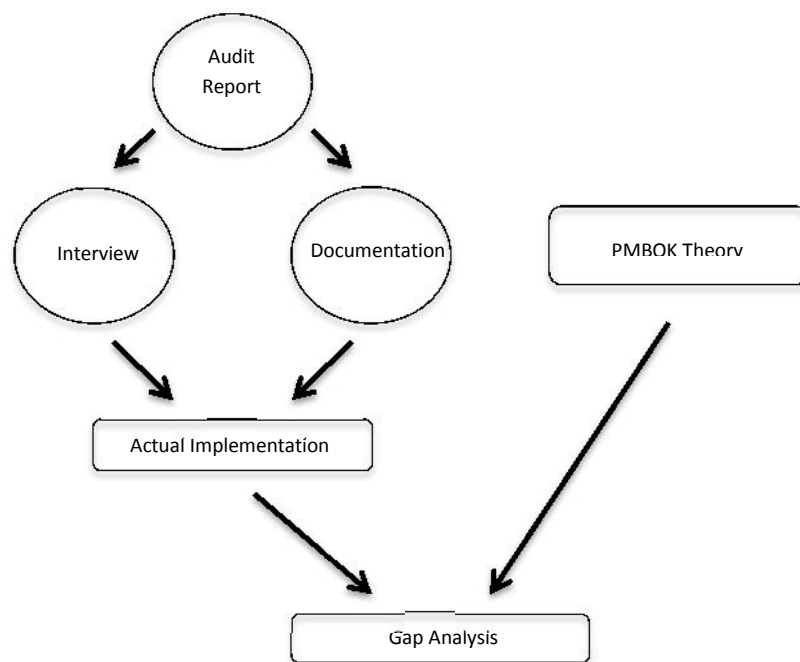 Audit
Report
Interview
Documentation
PMBOK Theory
Actual Implementation
Gap Analysis